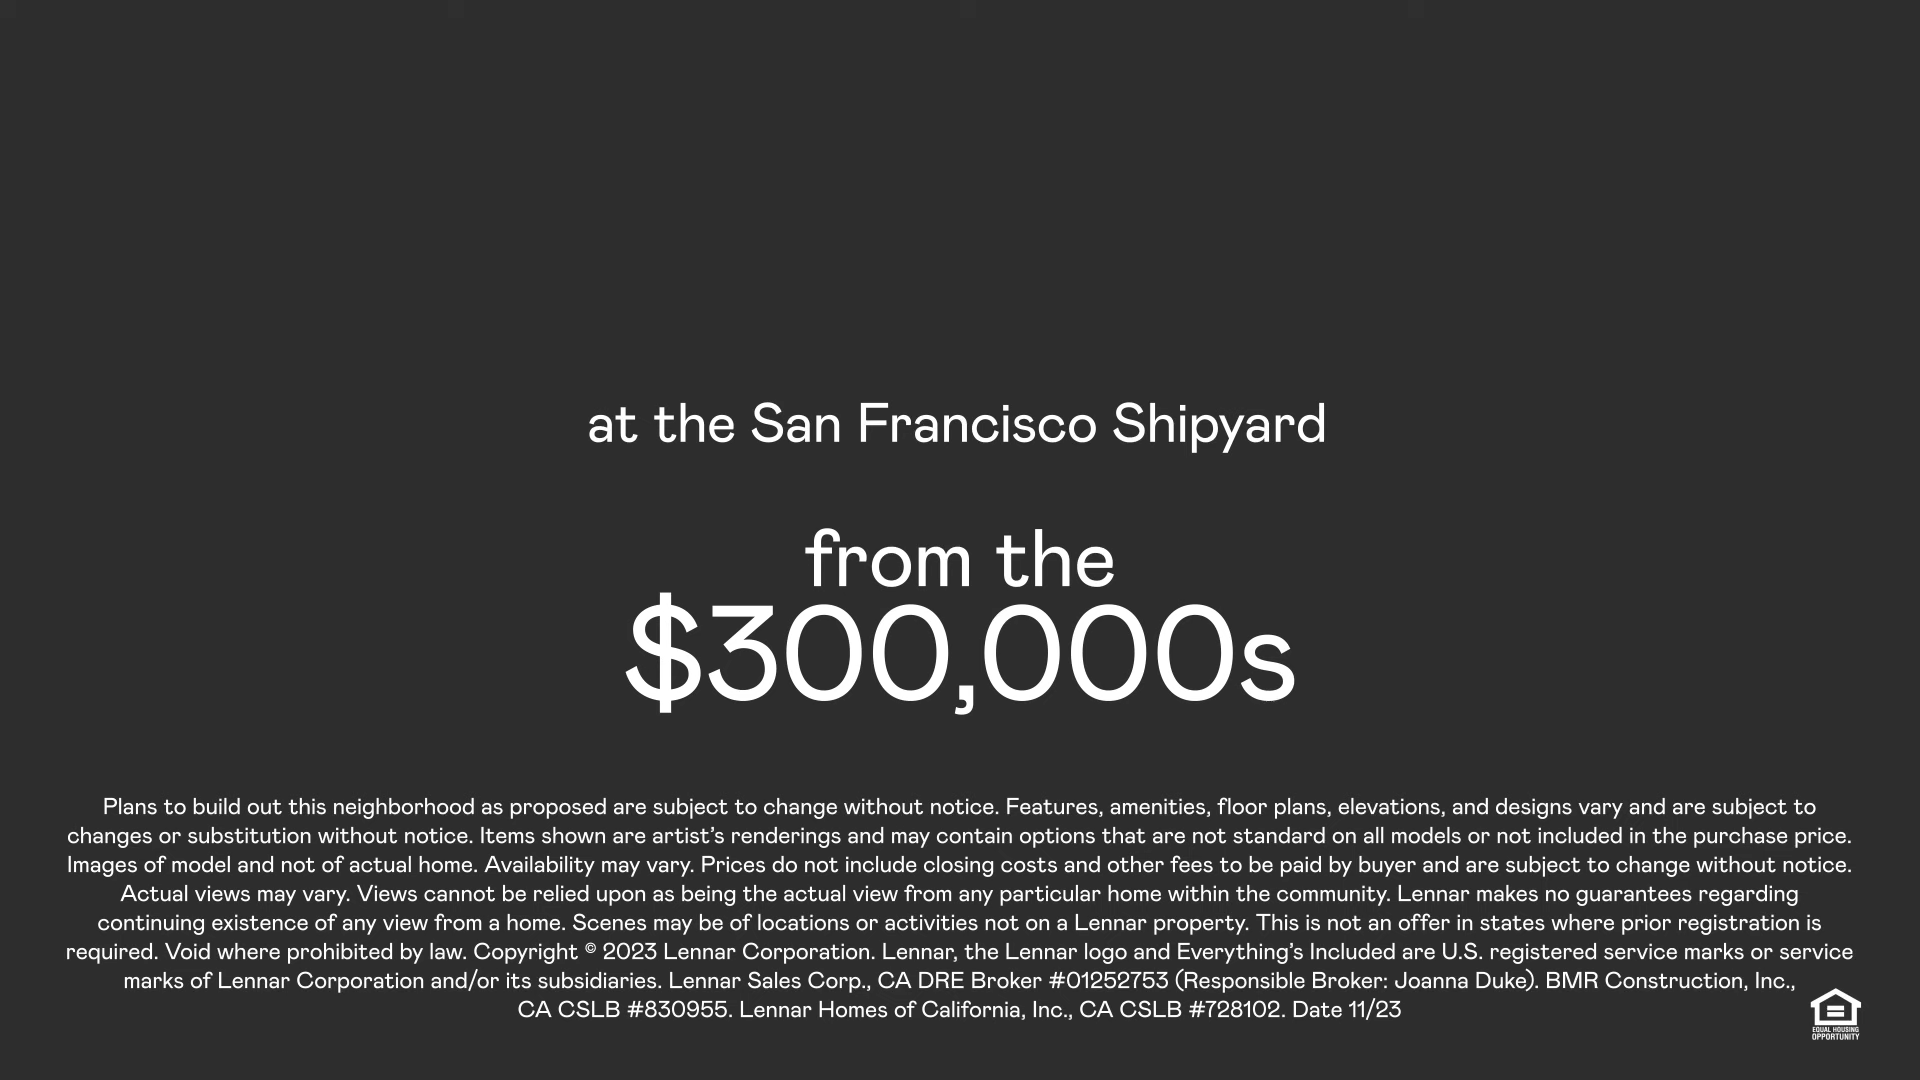 at the San Francisco Shipyard
from the
$300,000s
Plans to build out this neighborhood as proposed are subject to change without notice. Features, amenities, floor plans, elevations, and designs vary and are subject to
changes or substitution without notice. Items shown are artist’s renderings and may contain options that are not standard on all models or not included in the purchase price.
Images of model and not of actual home. Availability may vary. Prices do not include closing costs and other fees to be paid by buyer and are subject to change without notice.
Actual views may vary. Views cannot be relied upon as being the actual view from any particular home within the community. Lennar makes no guarantees regarding
continuing existence of any view from a home. Scenes may be of locations or activities not on a Lennar property. This is not an offer in states where prior registration is
required. Void where prohibited by law. Copyright © 2023 Lennar Corporation. Lennar, the Lennar logo and Everything’s Included are U.S. registered service marks or service
marks of Lennar Corporation and/or its subsidiaries. Lennar Sales Corp., CA DRE Broker #01252753 (Responsible Broker: Joanna Duke). BMR Construction, Inc.,
CA CSLB #830955. Lennar Homes of California, Inc., CA CSLB #728102. Date 11/23
EQUAL HOUSING
OPPORTUNITY